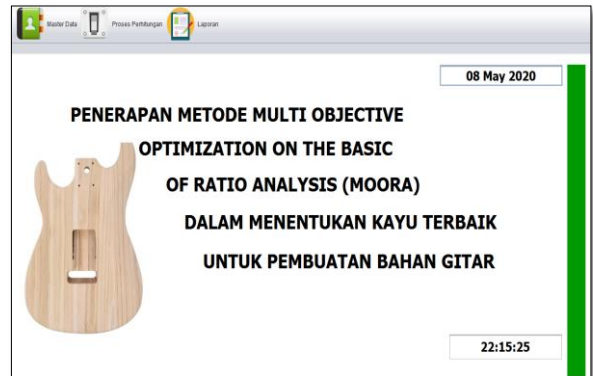 Master Data Proses Perhitungan Laporan
08 May 2020
PENERAPAN METODE MULTI OBJECTIVE
OPTIMIZATION ON THE BASIC
OF RATIO ANALYSIS (MOORA)
DALAM MENENTUKAN KAYU TERBAIK
UNTUK PEMBUATAN BAHAN GITAR
22:15:25